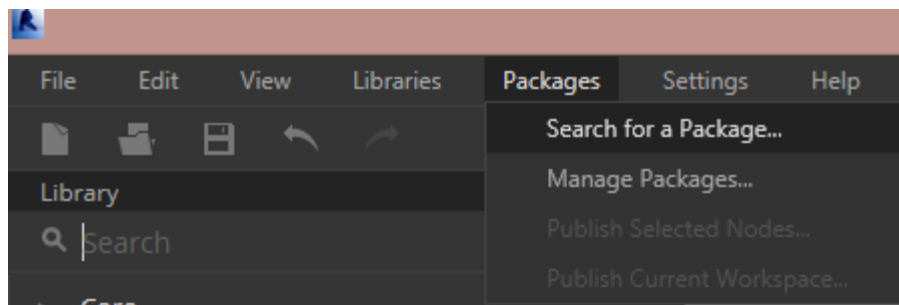 File Edit View Libraries Packages Settings Help
Search for a Package...
Manage Packages...
Publish Selected Nodes...
Publish Current Workspace...
Library
Search
Core